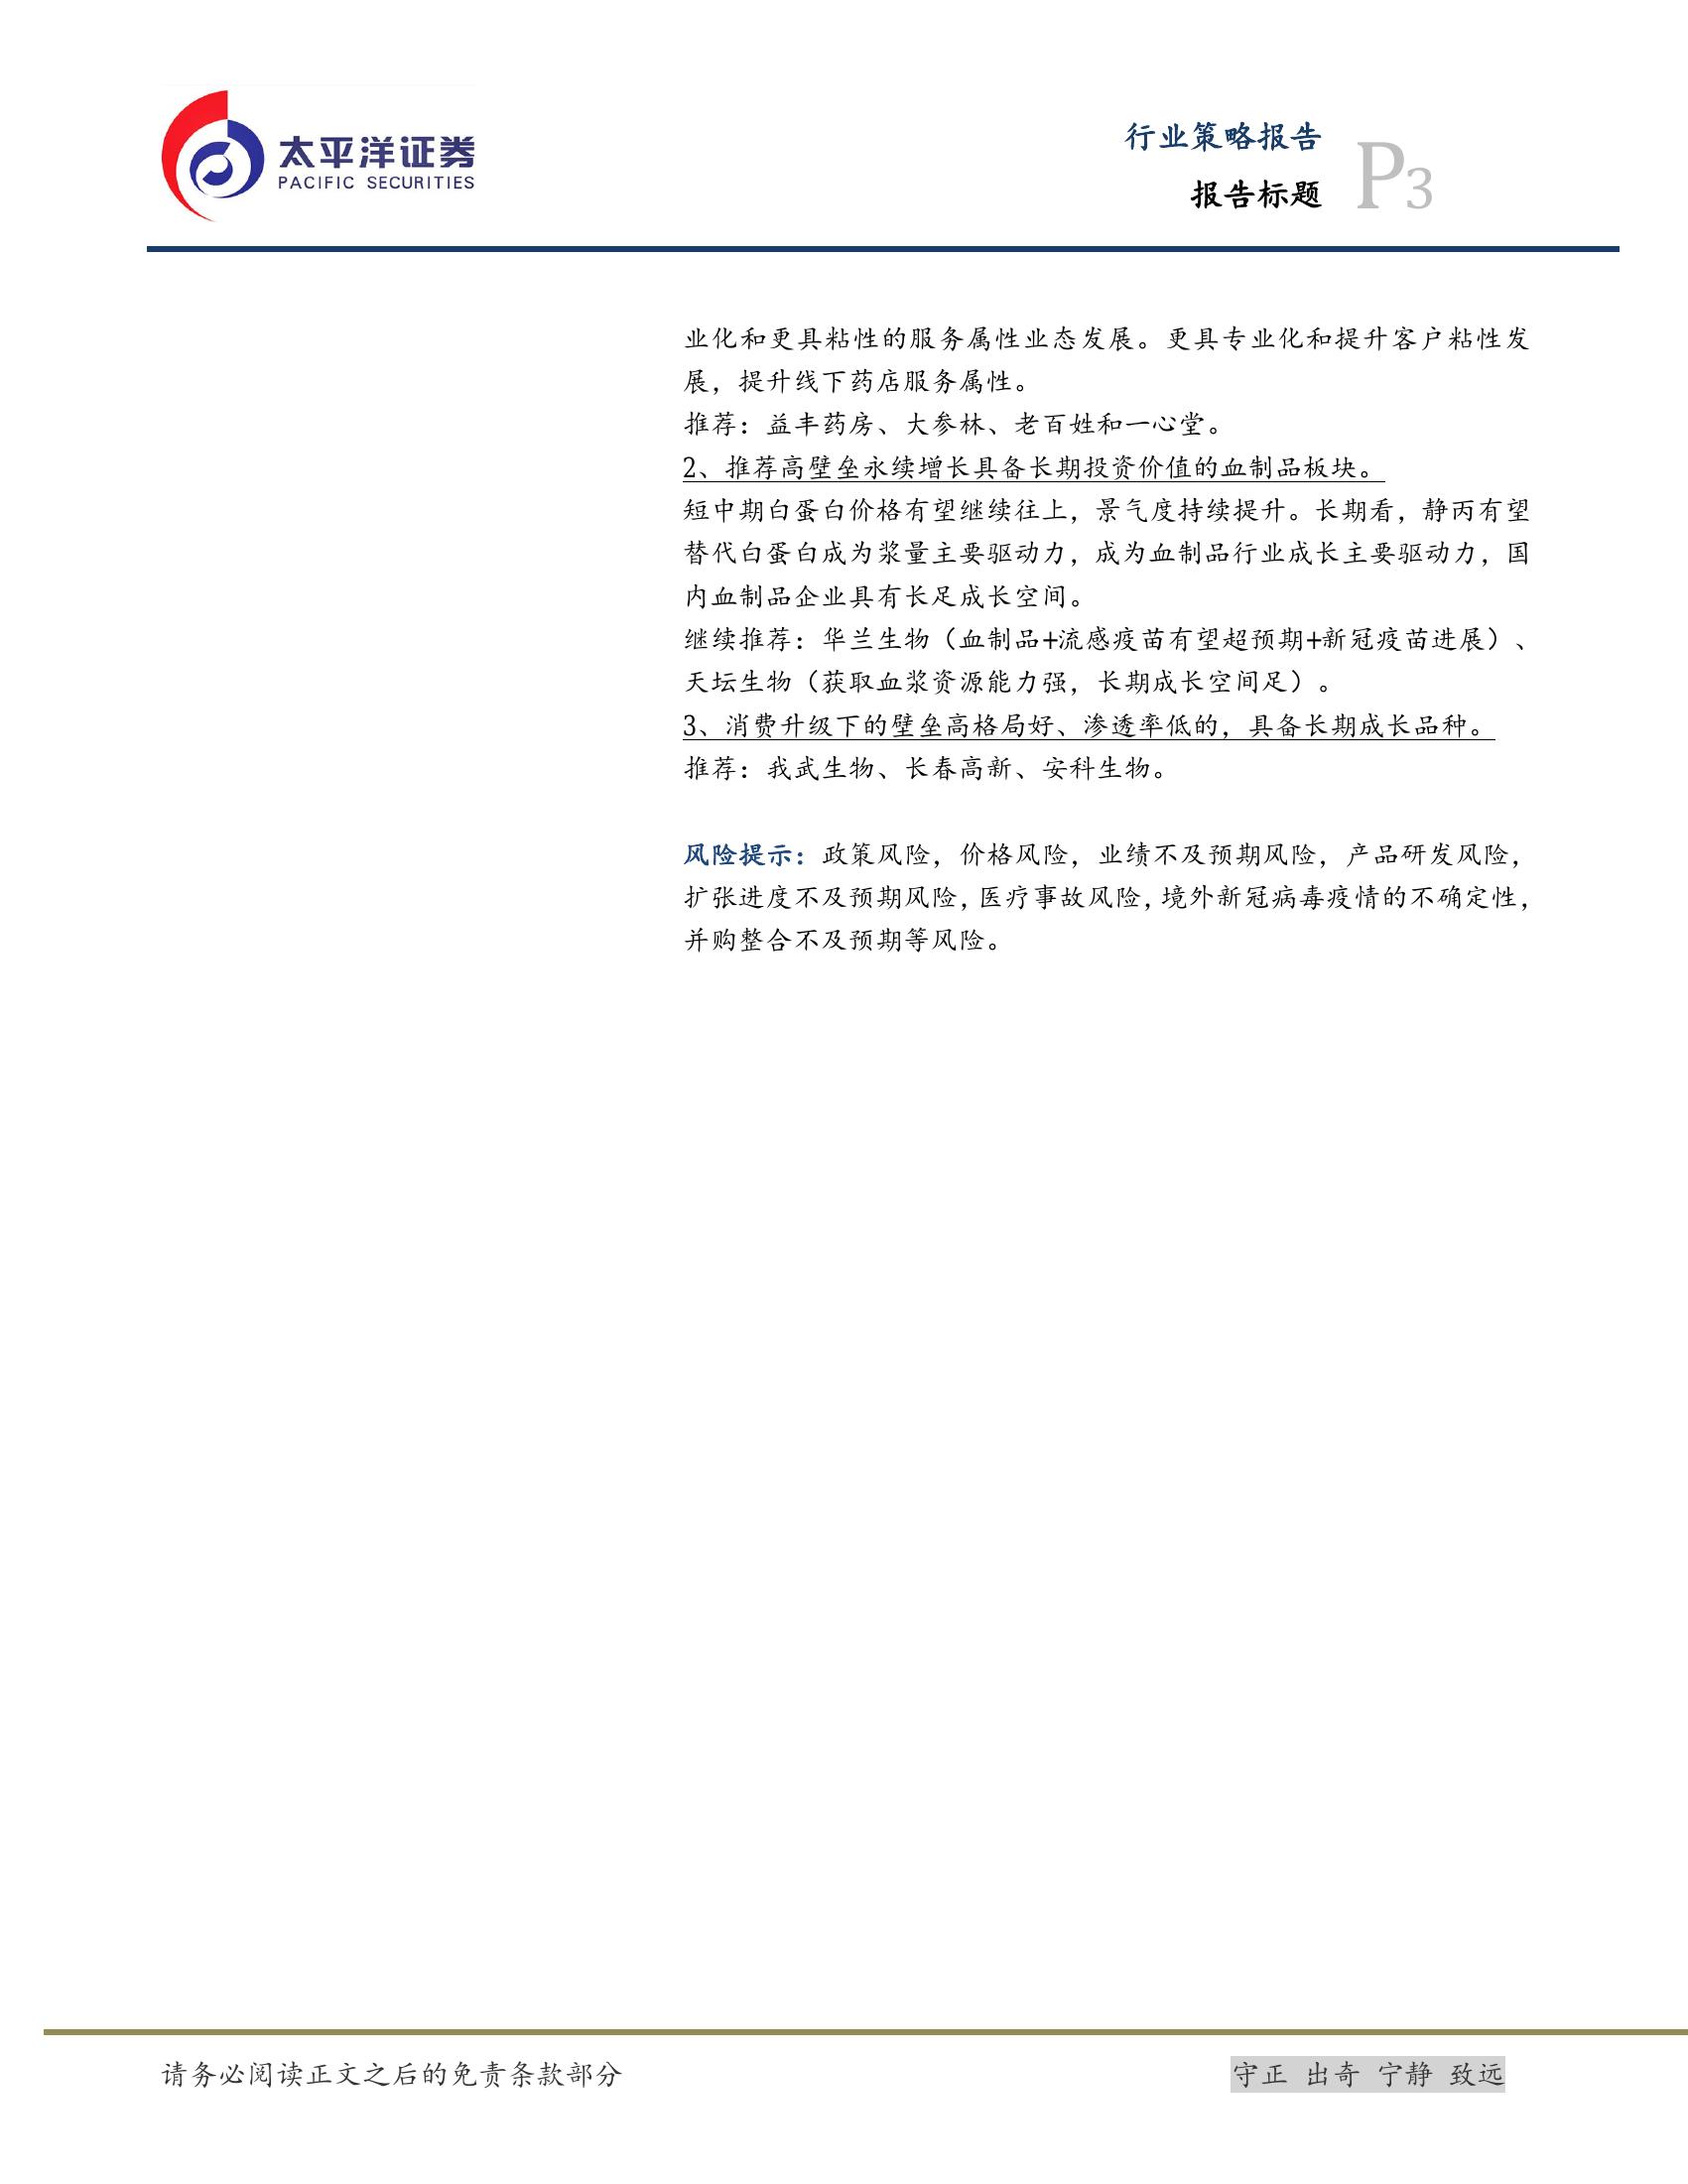 太平洋证券
PACIFIC SECURITIES
行业策略报告
报告标题
P3
业化和更具粘性的服务属性业态发展。更具专业化和提升客户粘性发
展，提升线下药店服务属性。
推荐：益丰药房、大参林、老百姓和一心堂。
2、推荐高壁垒永续增长具备长期投资价值的血制品板块。
短中期白蛋白价格有望继续往上，景气度持续提升。长期看，静丙有望
替代白蛋白成为浆量主要驱动力，成为血制品行业成长主要驱动力，国
内血制品企业具有长足成长空间。
继续推荐：华兰生物（血制品+流感疫苗有望超预期+新冠疫苗进展）、
天坛生物（获取血浆资源能力强，长期成长空间足）。
3、消费升级下的壁垒高格局好、渗透率低的，具备长期成长品种。
推荐：我武生物、长春高新、安科生物。
风险提示：政策风险，价格风险，业绩不及预期风险，产品研发风险，
扩张进度不及预期风险，医疗事故风险，境外新冠病毒疫情的不确定性，
并购整合不及预期等风险。
请务必阅读正文之后的免责条款部分
守正 出奇 宁静 致远